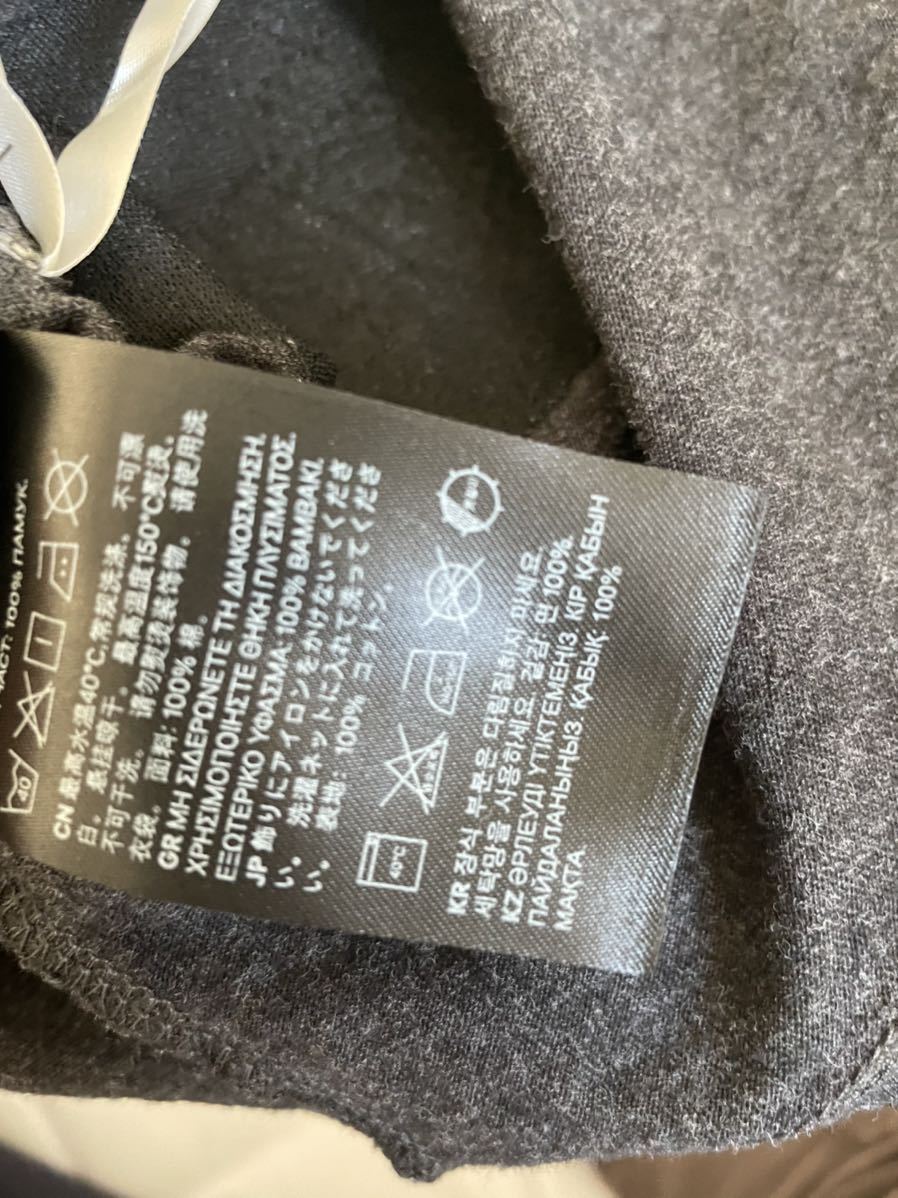 ЧАСТ: 100% ПАМУК.
40
CN 最高水温40°C,常规洗涤。不可漂
白。悬挂晾干。最高温度150°C熨烫。
不可干洗。请勿熨烫装饰物。请使用洗
衣袋。面料: 100% 棉.
GR ΜΗ ΣΙΔΕΡΩΝΕΤΕ ΤΗ ΔΙΑΚΟΣΜΗΣΗ.
ΧΡΗΣΙΜΟΠΟΙΗΣΤΕ ΘΗΚΗ ΠΛΥΣΙΜΑΤΟΣ.
ΕΞΩΤΕΡΙΚΟ ΥΦΑΣΜΑ: 100% ΒΑΜΒΑΚΙ.
JP 飾りにアイロンをかけないでくださ
い。 洗濯ネットに入れて洗ってくださ
い。 表地: 100% コットン.
40°C
KR 장식 부분은 다림질하지 마세요.
세탁망을 사용하세요. 겉감: 면 100%
KZ ӘРЛЕУДІ ҮТІКТЕМЕҢІЗ. КІР ҚАБЫН
ПАЙДАЛАНЫҢЫЗ. ҚАБЫҚ: 100%
МАҚТА